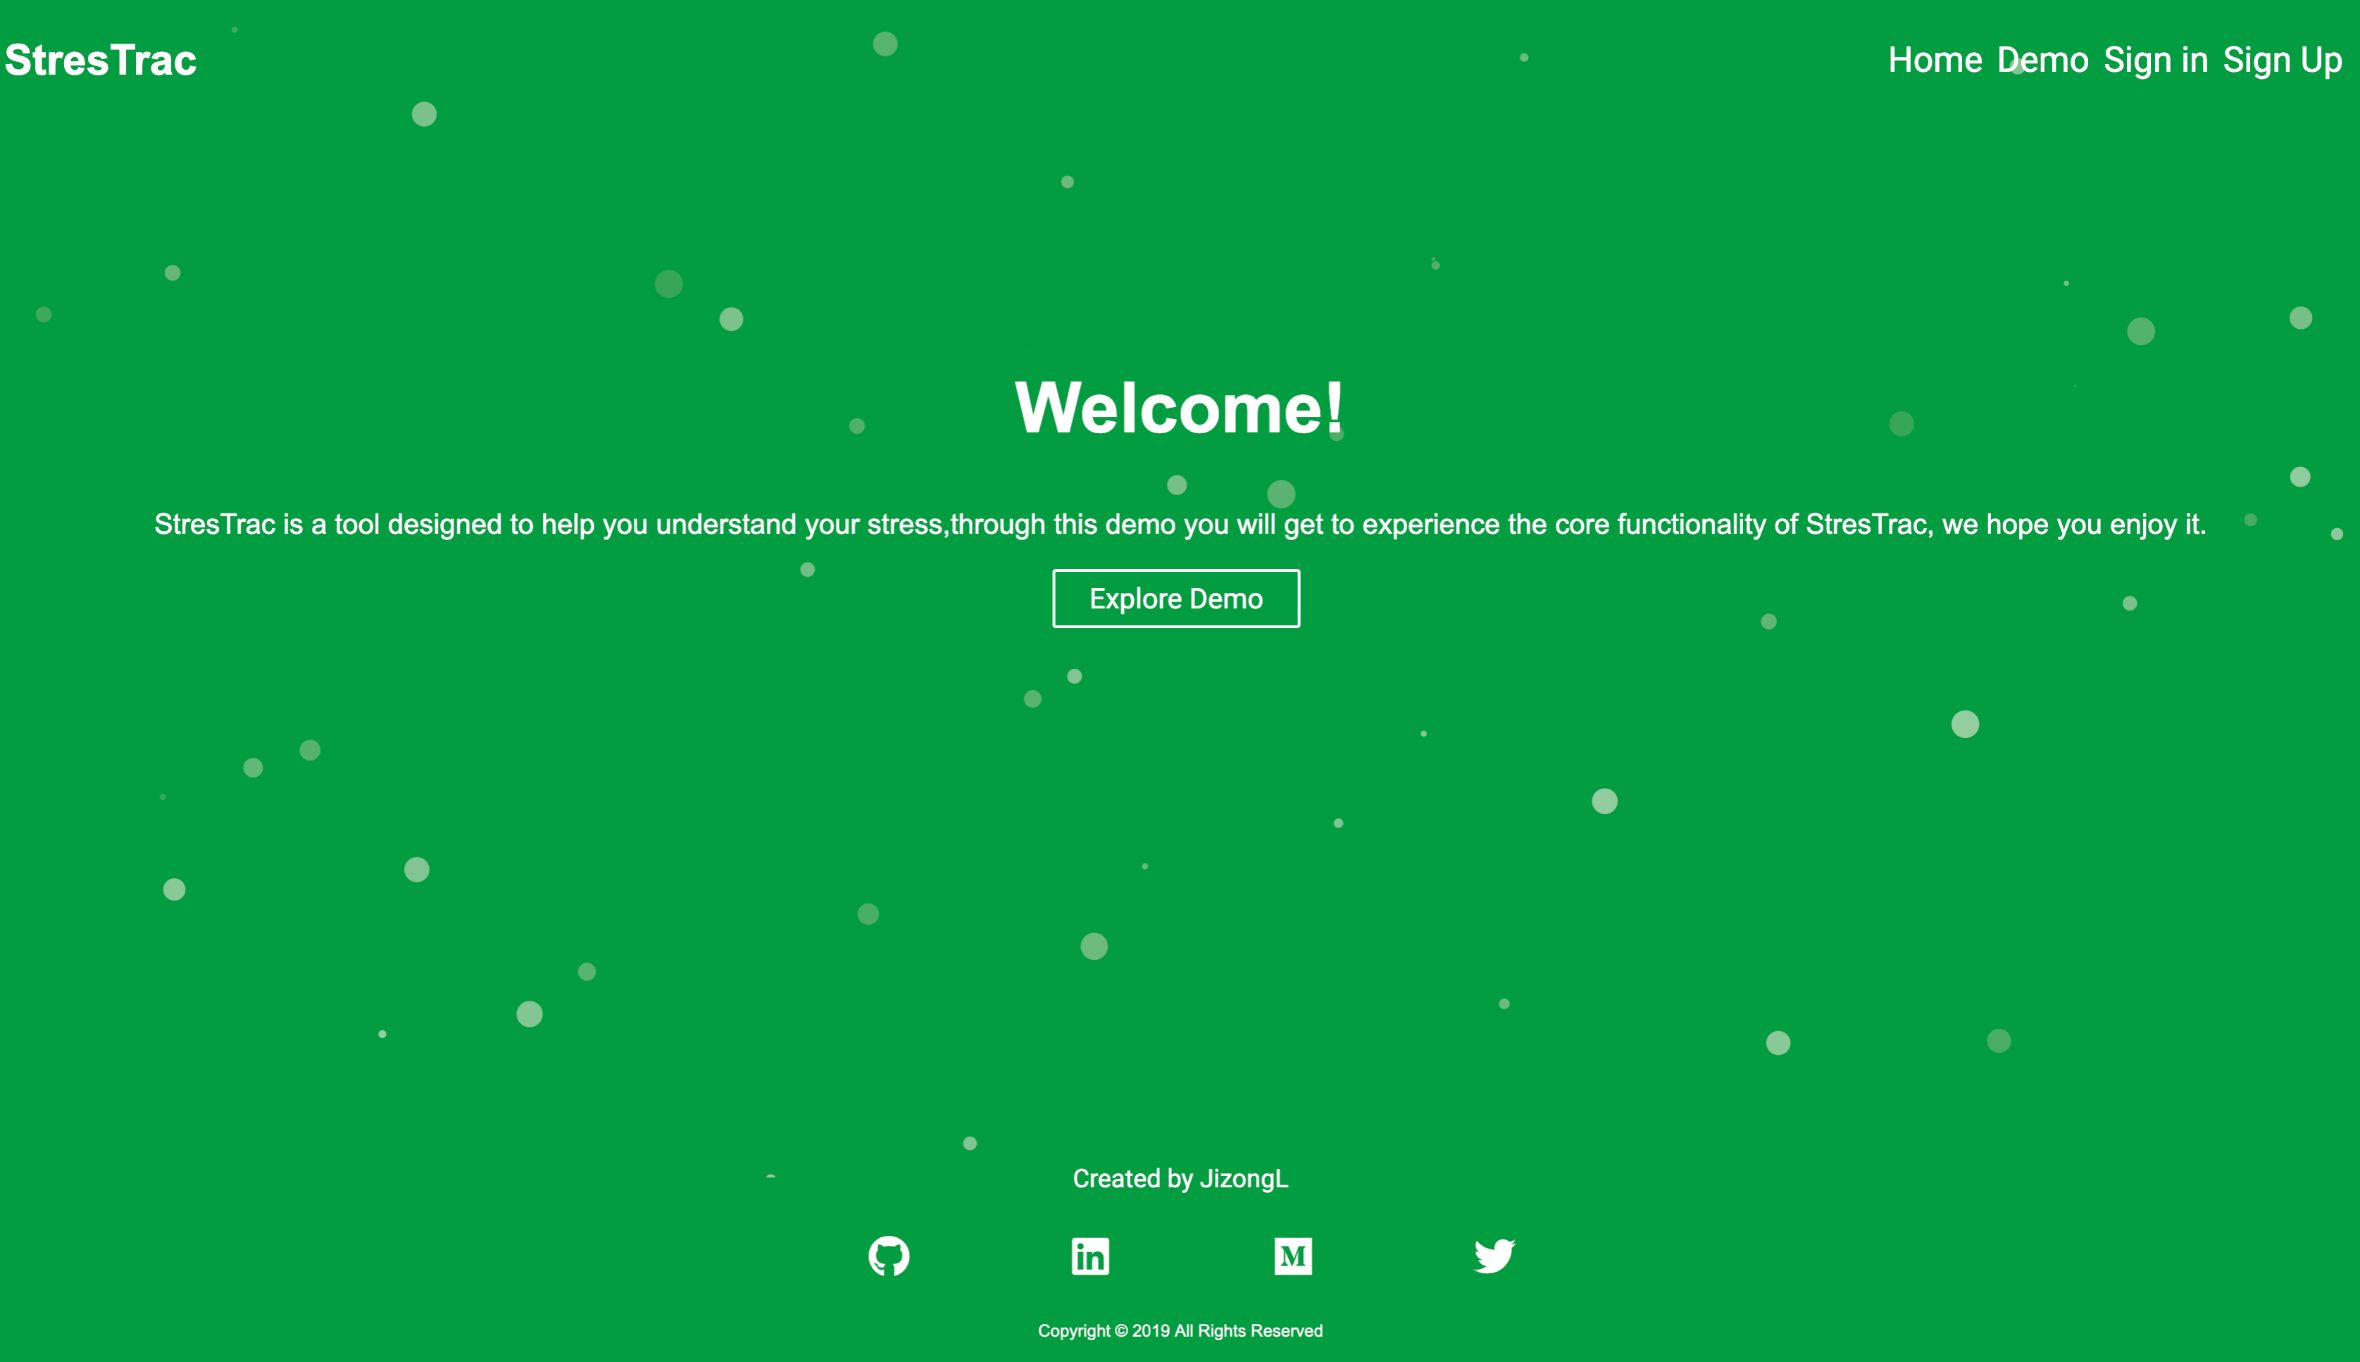 StresTrac
Home Demo Sign in Sign Up
Welcome!
StresTrac is a tool designed to help you understand your stress,through this demo you will get to experience the core functionality of StresTrac, we hope you enjoy it.
Explore Demo
Created by JizongL
in M
Copyright © 2019 All Rights Reserved